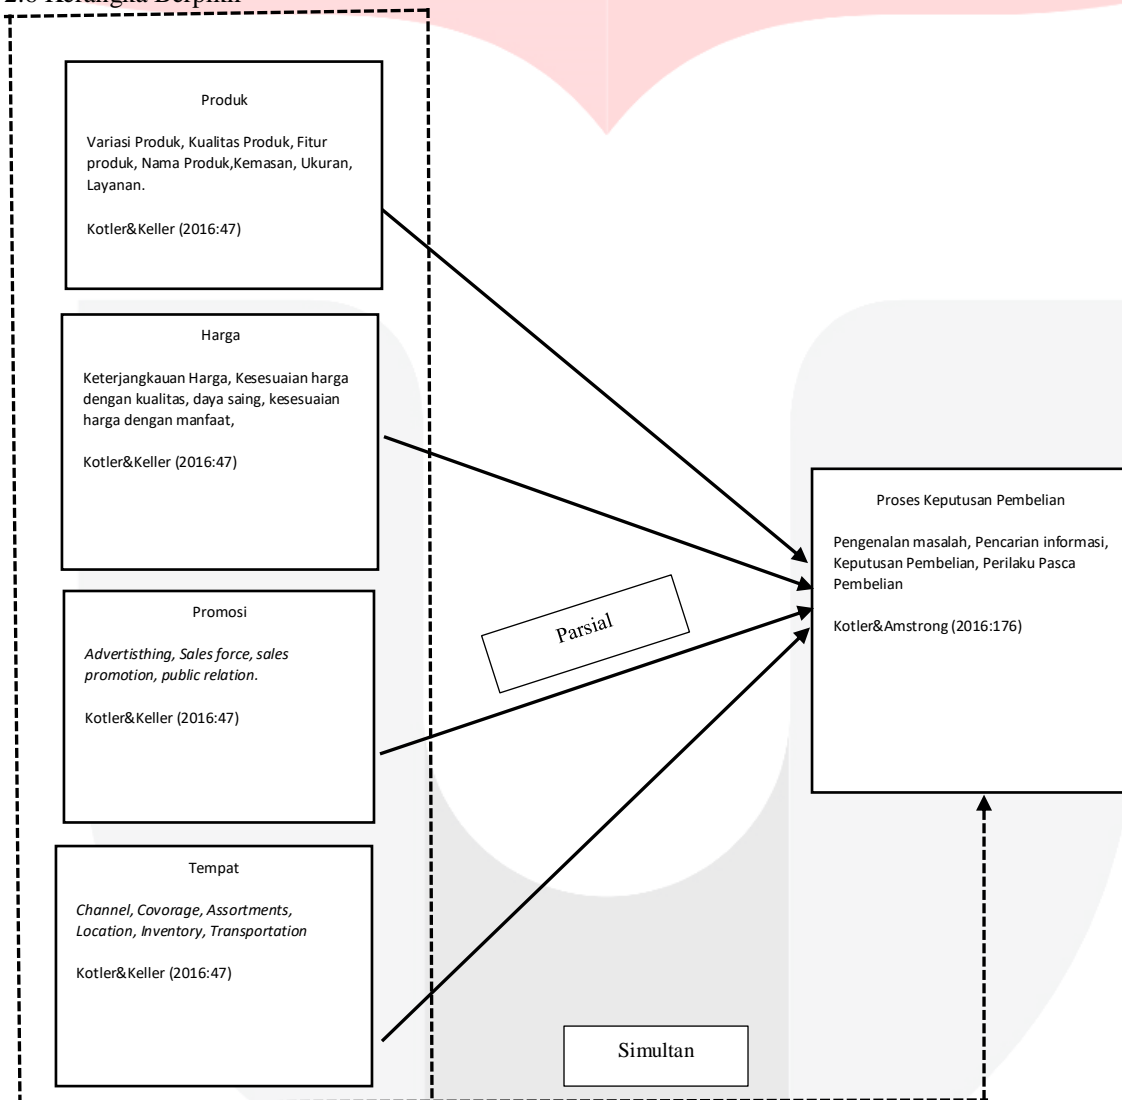 Produk
Variasi Produk, Kualitas Produk, Fitur
produk, Nama Produk,Kemasan, Ukuran,
Layanan.
Kotler&Keller (2016:47)
Harga
Keterjangkauan Harga, Kesesuaian harga
dengan kualitas, daya saing, kesesuaian
harga dengan manfaat,
Kotler&Keller (2016:47)
Promosi
Advertisthing, Sales force, sales
promotion, public relation.
Kotler&Keller (2016:47)
Tempat
Channel, Covorage, Assortments,
Location, Inventory, Transportation
Kotler&Keller (2016:47)
Parsial
Simultan
Proses Keputusan Pembelian
Pengenalan masalah, Pencarian informasi,
Keputusan Pembelian, Perilaku Pasca
Pembelian
Kotler&Amstrong (2016:176)